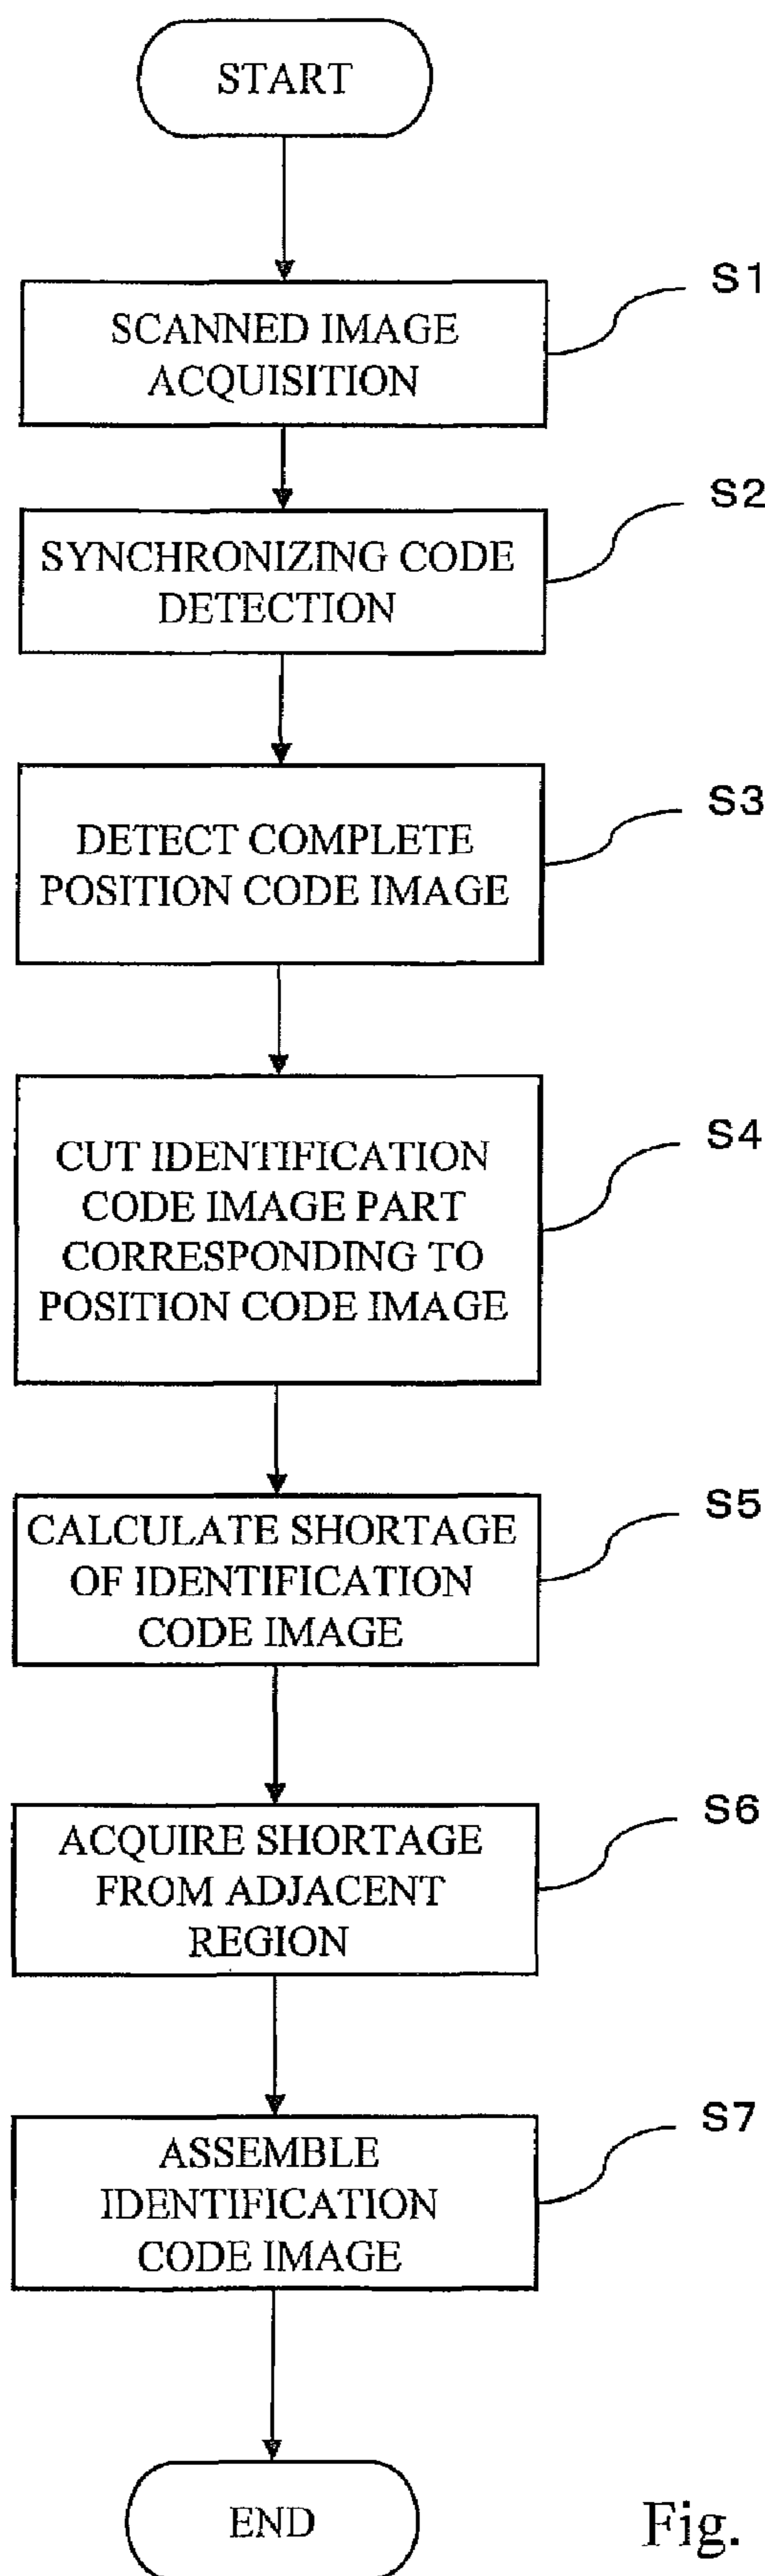 START
S1
SCANNED IMAGE
ACQUISITION
S2
SYNCHRONIZING CODE
DETECTION
S3
DETECT COMPLETE
POSITION CODE IMAGE
S4
CUT IDENTIFICATION
CODE IMAGE PART
CORRESPONDING TO
POSITION CODE IMAGE
S5
CALCULATE SHORTAGE
OF IDENTIFICATION
CODE IMAGE
S6
ACQUIRE SHORTAGE
FROM ADJACENT
REGION
S7
ASSEMBLE
IDENTIFICATION
CODE IMAGE
END
Fig.